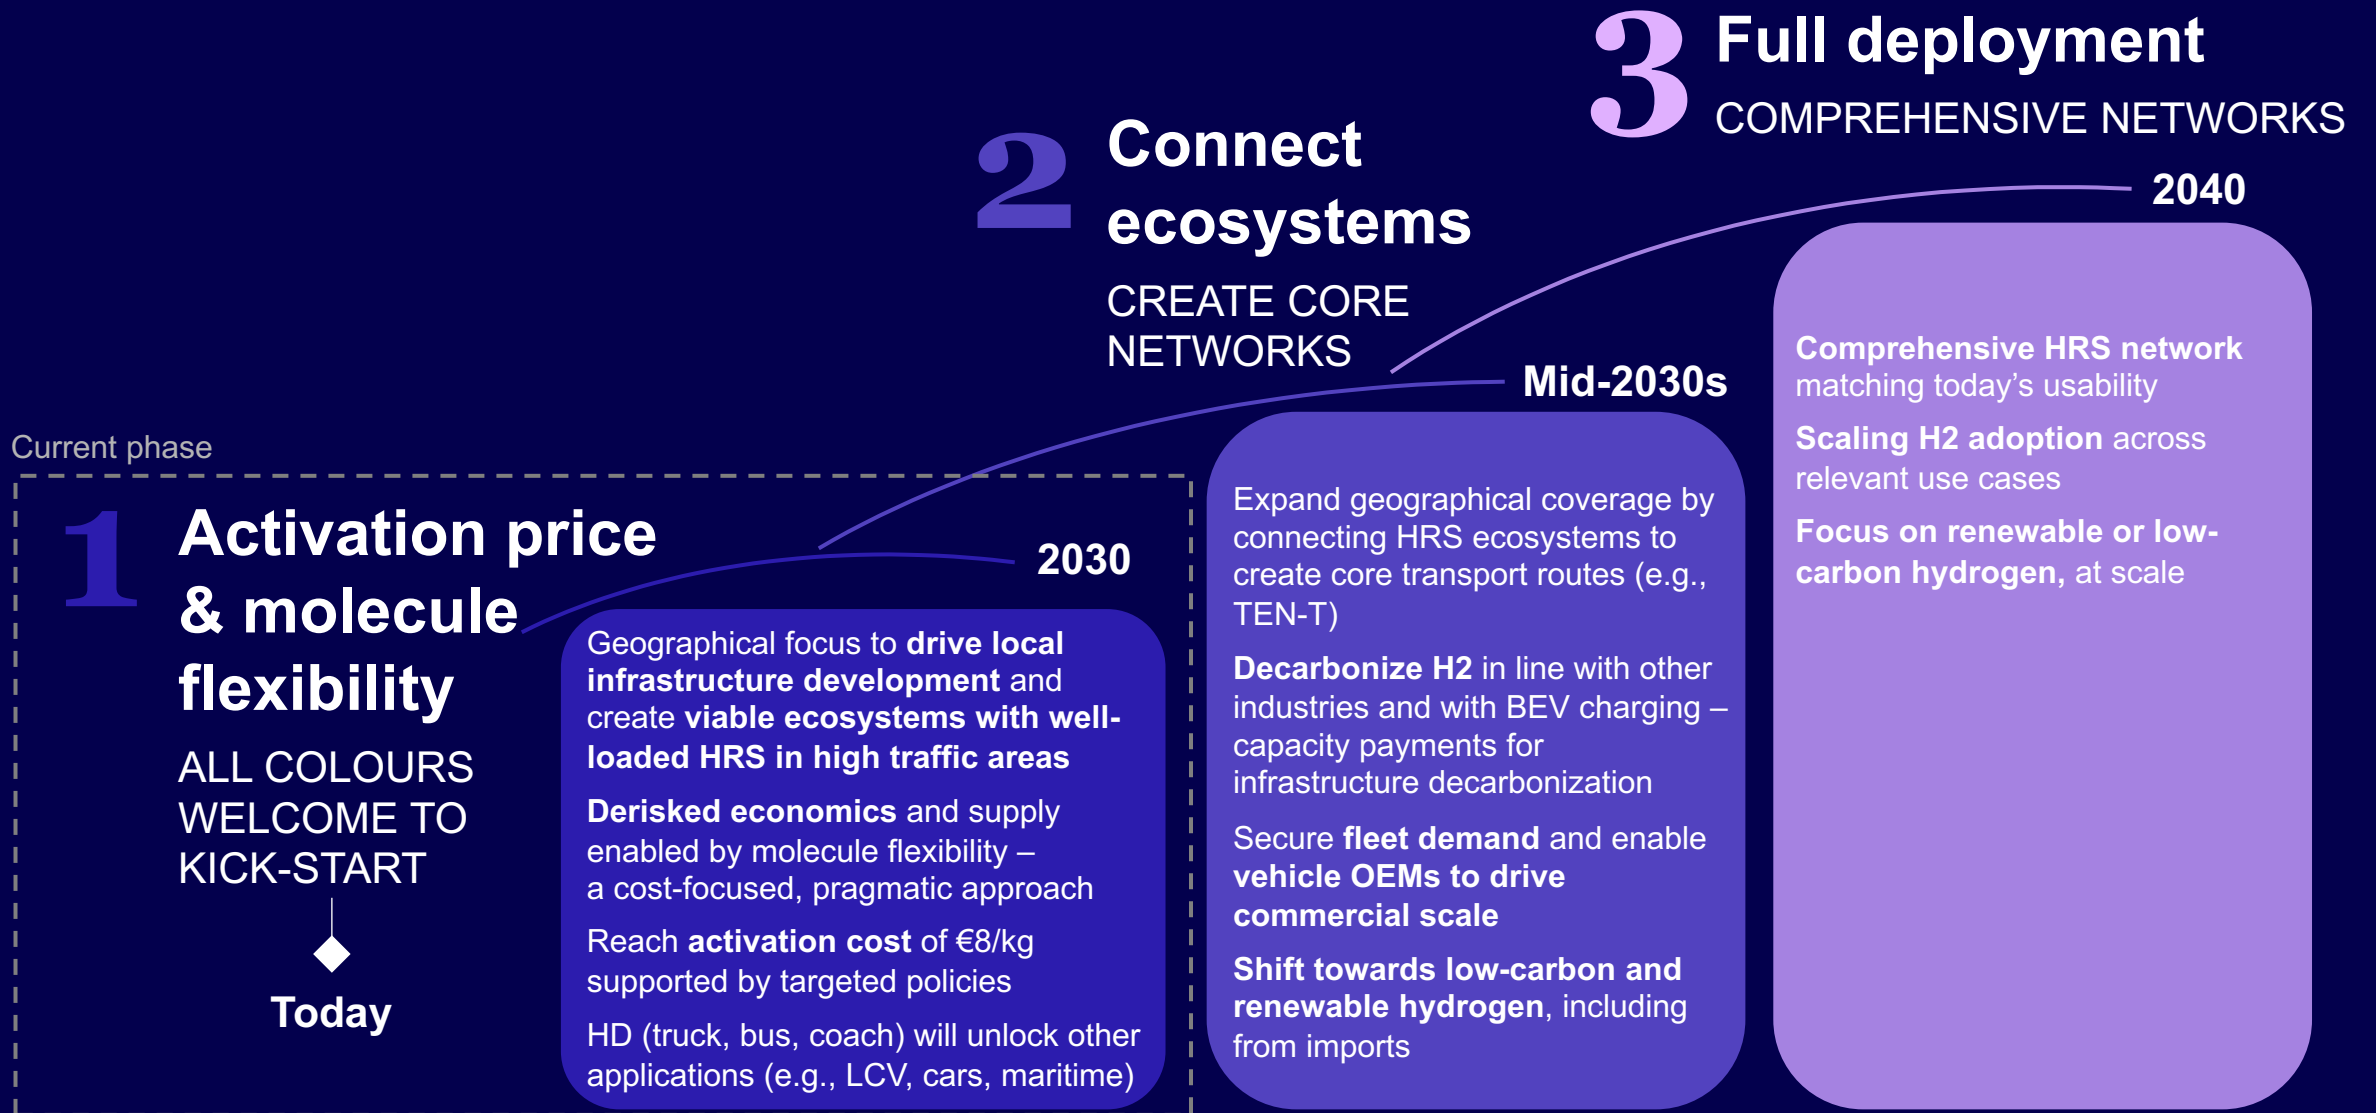 Current phase
1
Activation price
& molecule
flexibility
ALL COLOURS
WELCOME TO
KICK-START
Today
2030
Geographical focus to drive local
infrastructure development and
create viable ecosystems with well-
loaded HRS in high traffic areas
Derisked economics and supply
enabled by molecule flexibility –
a cost-focused, pragmatic approach
Reach activation cost of €8/kg
supported by targeted policies
HD (truck, bus, coach) will unlock other
applications (e.g., LCV, cars, maritime)
2
Connect
ecosystems
CREATE CORE
NETWORKS
Mid-2030s
Expand geographical coverage by
connecting HRS ecosystems to
create core transport routes (e.g.,
TEN-T)
Decarbonize H2 in line with other
industries and with BEV charging –
capacity payments for
infrastructure decarbonization
Secure fleet demand and enable
vehicle OEMs to drive
commercial scale
Shift towards low-carbon and
renewable hydrogen, including
from imports
3
Full deployment
COMPREHENSIVE NETWORKS
2040
Comprehensive HRS network
matching today’s usability
Scaling H2 adoption across
relevant use cases
Focus on renewable or low-
carbon hydrogen, at scale